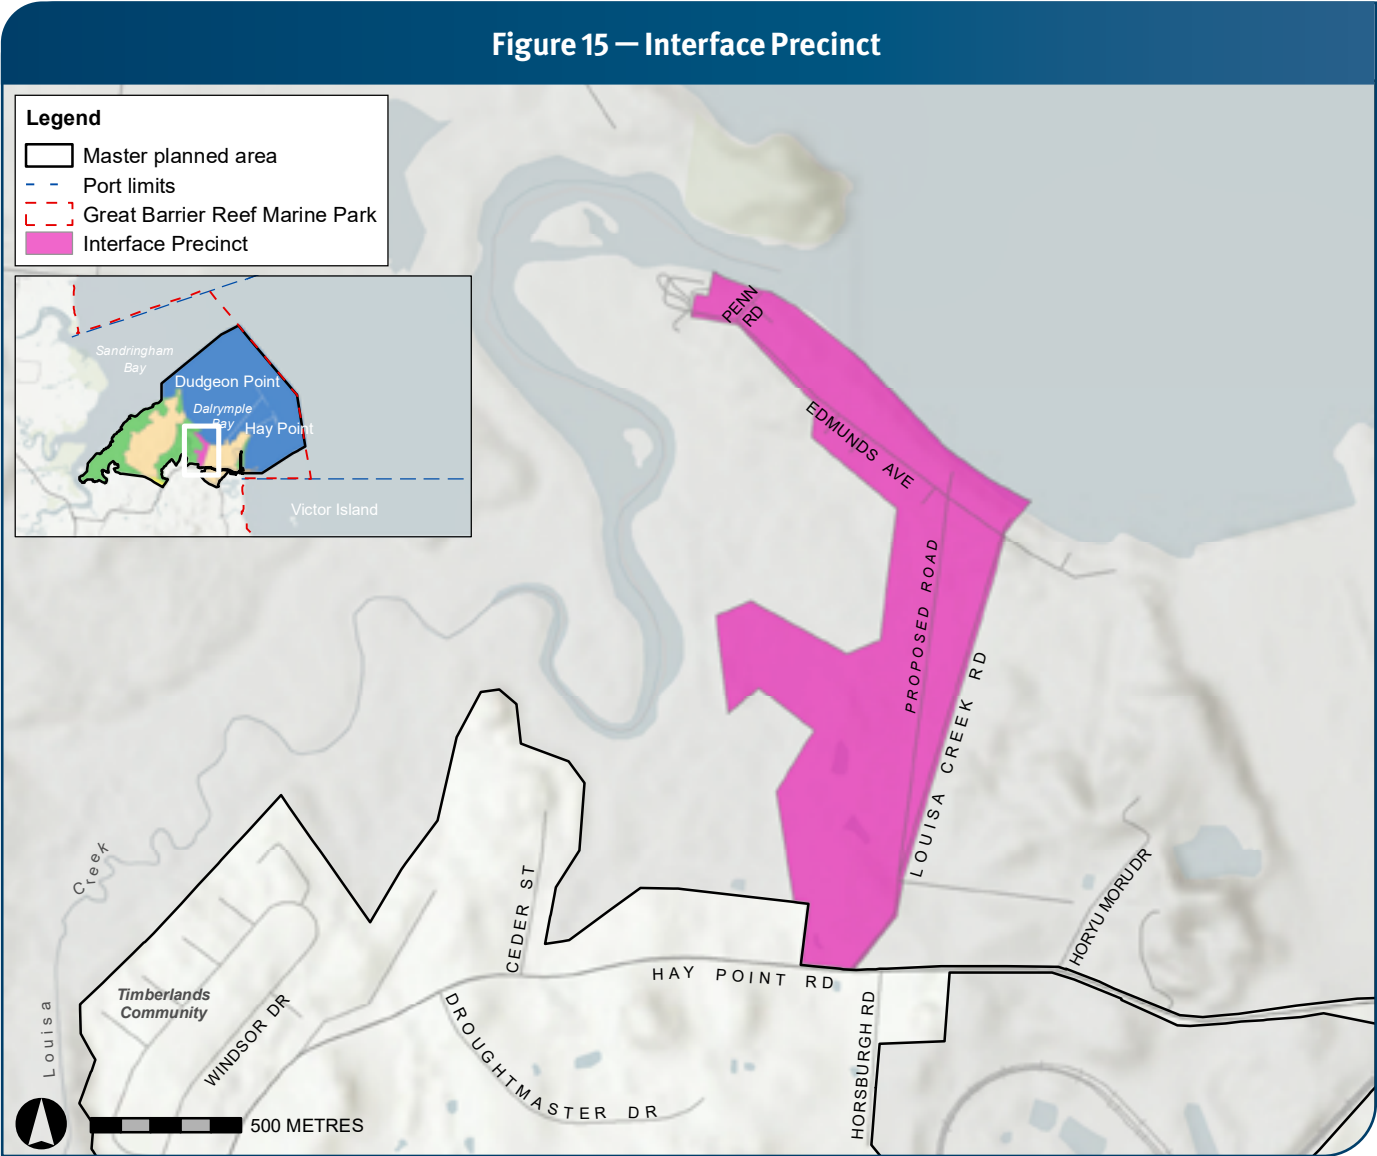 Figure 15 — Interface Precinct
Legend
Master planned area
Port limits
Great Barrier Reef Marine Park
Interface Precinct
Sandringham
Bay
Dudgeon Point
Dalrymple
Bay
Hay Point
Victor Island
PENN
RD
EDMUNDS AVE
PROPOSED ROAD
LOUISA CREEK RD
HORYU MORU DR
CEDER ST
HAY POINT RD
HORSBURGH RD
DROUGHTMASTER DR
WINDSOR DR
Timberlands
Community
Louisa Creek
500 METRES